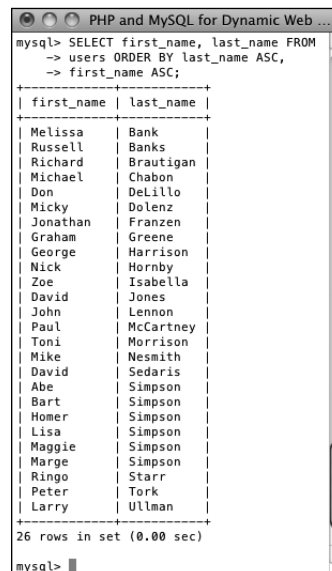 PHP and MySQL for Dynamic Web ...
mysql> SELECT first_name, last_name FROM
    -> users ORDER BY last_name ASC,
    -> first_name ASC;
+------------+-----------+
| first_name | last_name |
+------------+-----------+
| Melissa    | Bank      |
| Russell    | Banks     |
| Richard    | Brautigan |
| Michael    | Chabon    |
| Don        | DeLillo   |
| Micky      | Dolenz    |
| Jonathan   | Franzen   |
| Graham     | Greene    |
| George     | Harrison  |
| Nick       | Hornby    |
| Zoe        | Isabella  |
| David      | Jones     |
| John       | Lennon    |
| Paul       | McCartney |
| Toni       | Morrison  |
| Mike       | Nesmith   |
| David      | Sedaris   |
| Abe        | Simpson   |
| Bart       | Simpson   |
| Homer      | Simpson   |
| Lisa       | Simpson   |
| Maggie     | Simpson   |
| Marge      | Simpson   |
| Ringo      | Starr     |
| Peter      | Tork      |
| Larry      | Ullman    |
+------------+-----------+
26 rows in set (0.00 sec)
mysql>